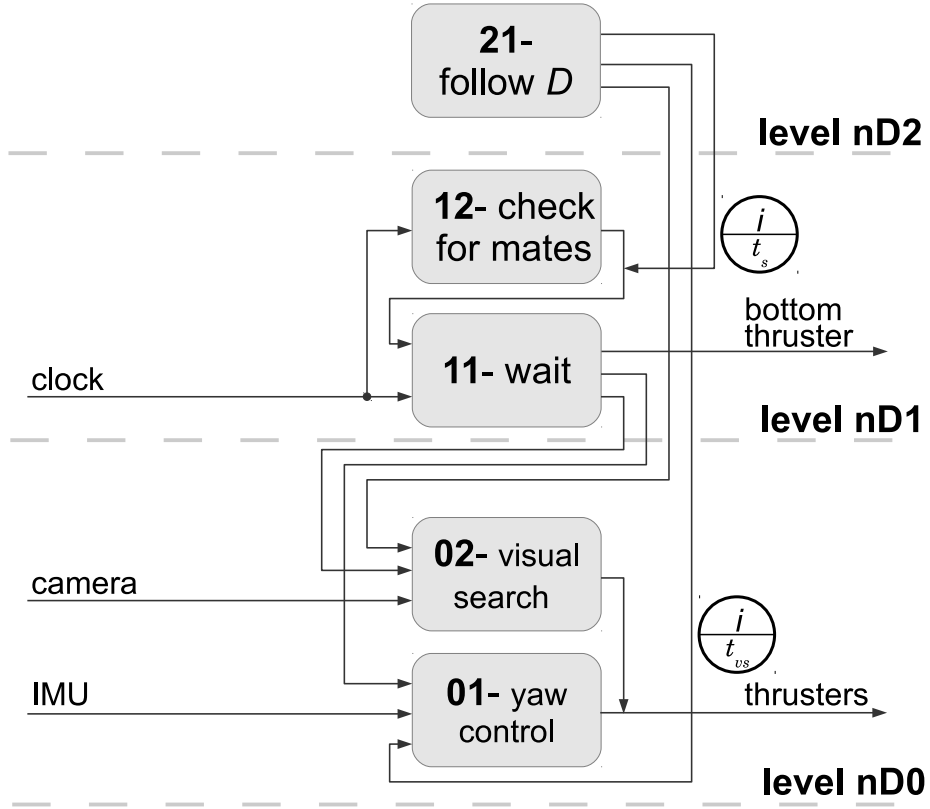 21-
follow D
level nD2
12- check
for mates
i
t_s
bottom
thruster
11- wait
clock
level nD1
02- visual
search
camera
i
t_vs
01- yaw
control
IMU
thrusters
level nD0